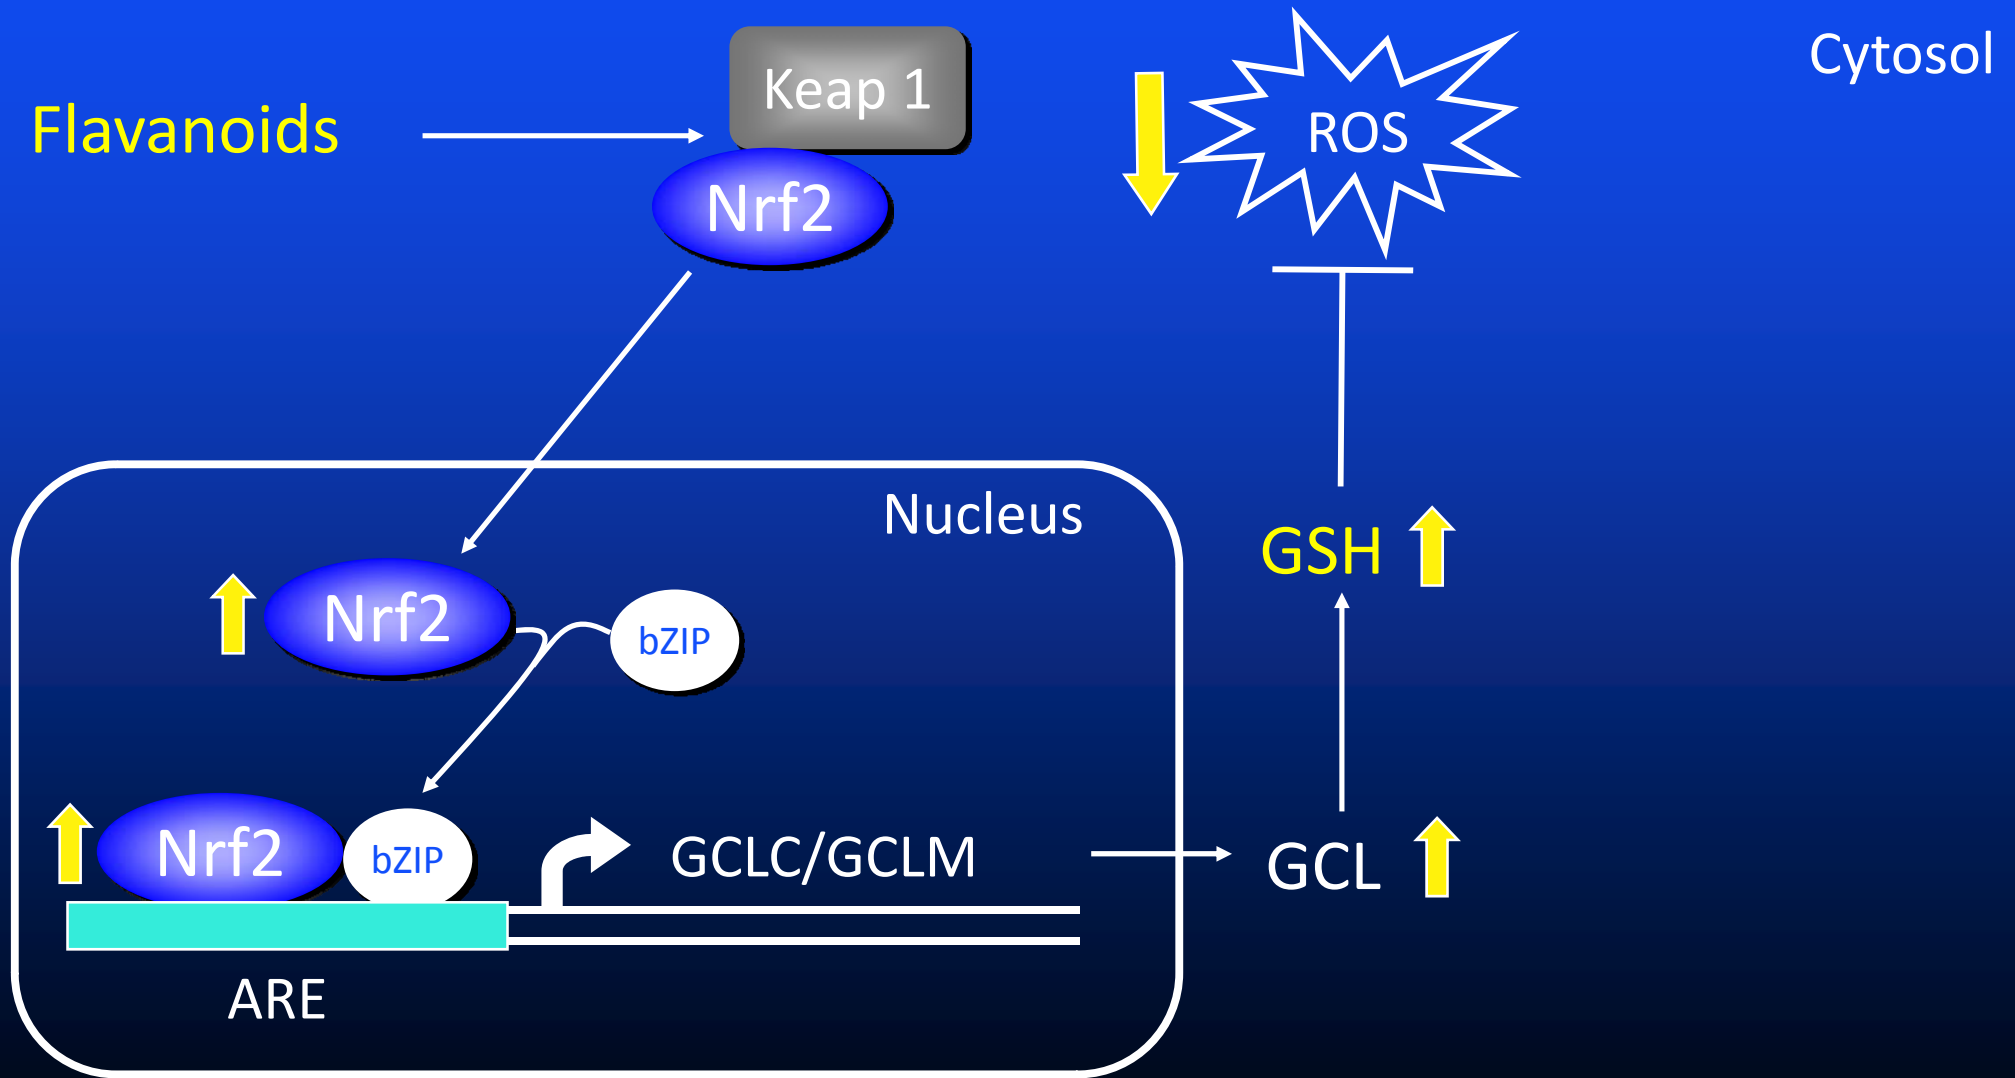 Cytosol
Keap 1
Flavanoids
ROS
Nrf2
Nucleus
GSH
Nrf2
bZIP
Nrf2
bZIP
GCLC/GCLM
GCL
ARE